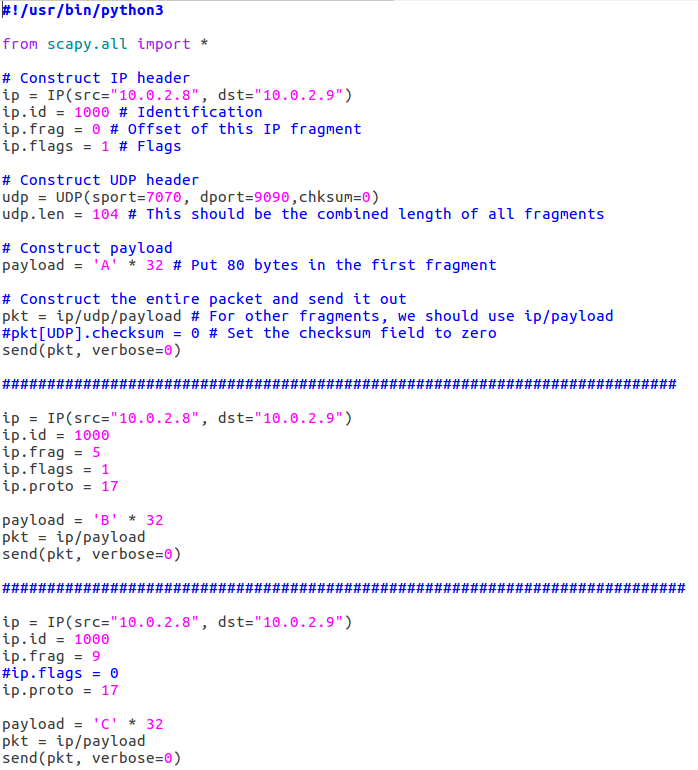 #!/usr/bin/python3
from scapy.all import *
# Construct IP header
ip = IP(src="10.0.2.8", dst="10.0.2.9")
ip.id = 1000 # Identification
ip.frag = 0 # Offset of this IP fragment
ip.flags = 1 # Flags
# Construct UDP header
udp = UDP(sport=7070, dport=9090,chksum=0)
udp.len = 104 # This should be the combined length of all fragments
# Construct payload
payload = 'A' * 32 # Put 80 bytes in the first fragment
# Construct the entire packet and send it out
pkt = ip/udp/payload # For other fragments, we should use ip/payload
#pkt[UDP].checksum = 0 # Set the checksum field to zero
send(pkt, verbose=0)
###########################################################################
ip = IP(src="10.0.2.8", dst="10.0.2.9")
ip.id = 1000
ip.frag = 5
ip.flags = 1
ip.proto = 17
payload = 'B' * 32
pkt = ip/payload
send(pkt, verbose=0)
############################################################################
ip = IP(src="10.0.2.8", dst="10.0.2.9")
ip.id = 1000
ip.frag = 9
#ip.flags = 0
ip.proto = 17
payload = 'C' * 32
pkt = ip/payload
send(pkt, verbose=0)